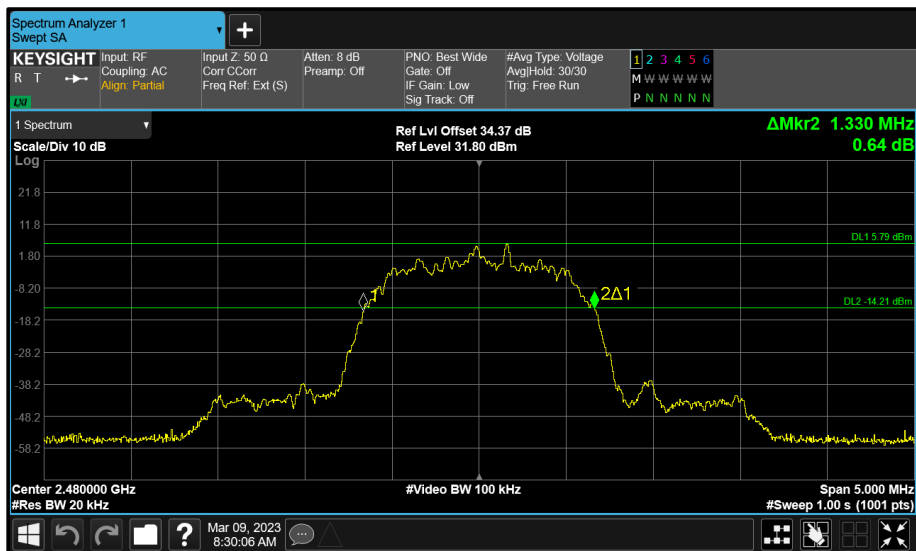 Spectrum Analyzer 1
Swept SA
KEYSIGHT
R T
LXI
Input: RF
Coupling: AC
Align: Partial
Input Z: 50 Ω
Corr CCorr
Freq Ref: Ext (S)
Atten: 8 dB
Preamp: Off
PNO: Best Wide
Gate: Off
IF Gain: Low
Sig Track: Off
#Avg Type: Voltage
Avg|Hold: 30/30
Trig: Free Run
1 2 3 4 5 6
M W W W W W
P N N N N N
1 Spectrum
Scale/Div 10 dB
Ref Lvl Offset 34.37 dB
Ref Level 31.80 dBm
ΔMkr2 1.330 MHz
0.64 dB
Log
21.8
11.8
DL1 5.79 dBm
1.80
-8.20
1
2Δ1
DL2 -14.21 dBm
-18.2
-28.2
-38.2
-48.2
-58.2
Center 2.480000 GHz
#Video BW 100 kHz
Span 5.000 MHz
#Res BW 20 kHz
#Sweep 1.00 s (1001 pts)
?
Mar 09, 2023
8:30:06 AM